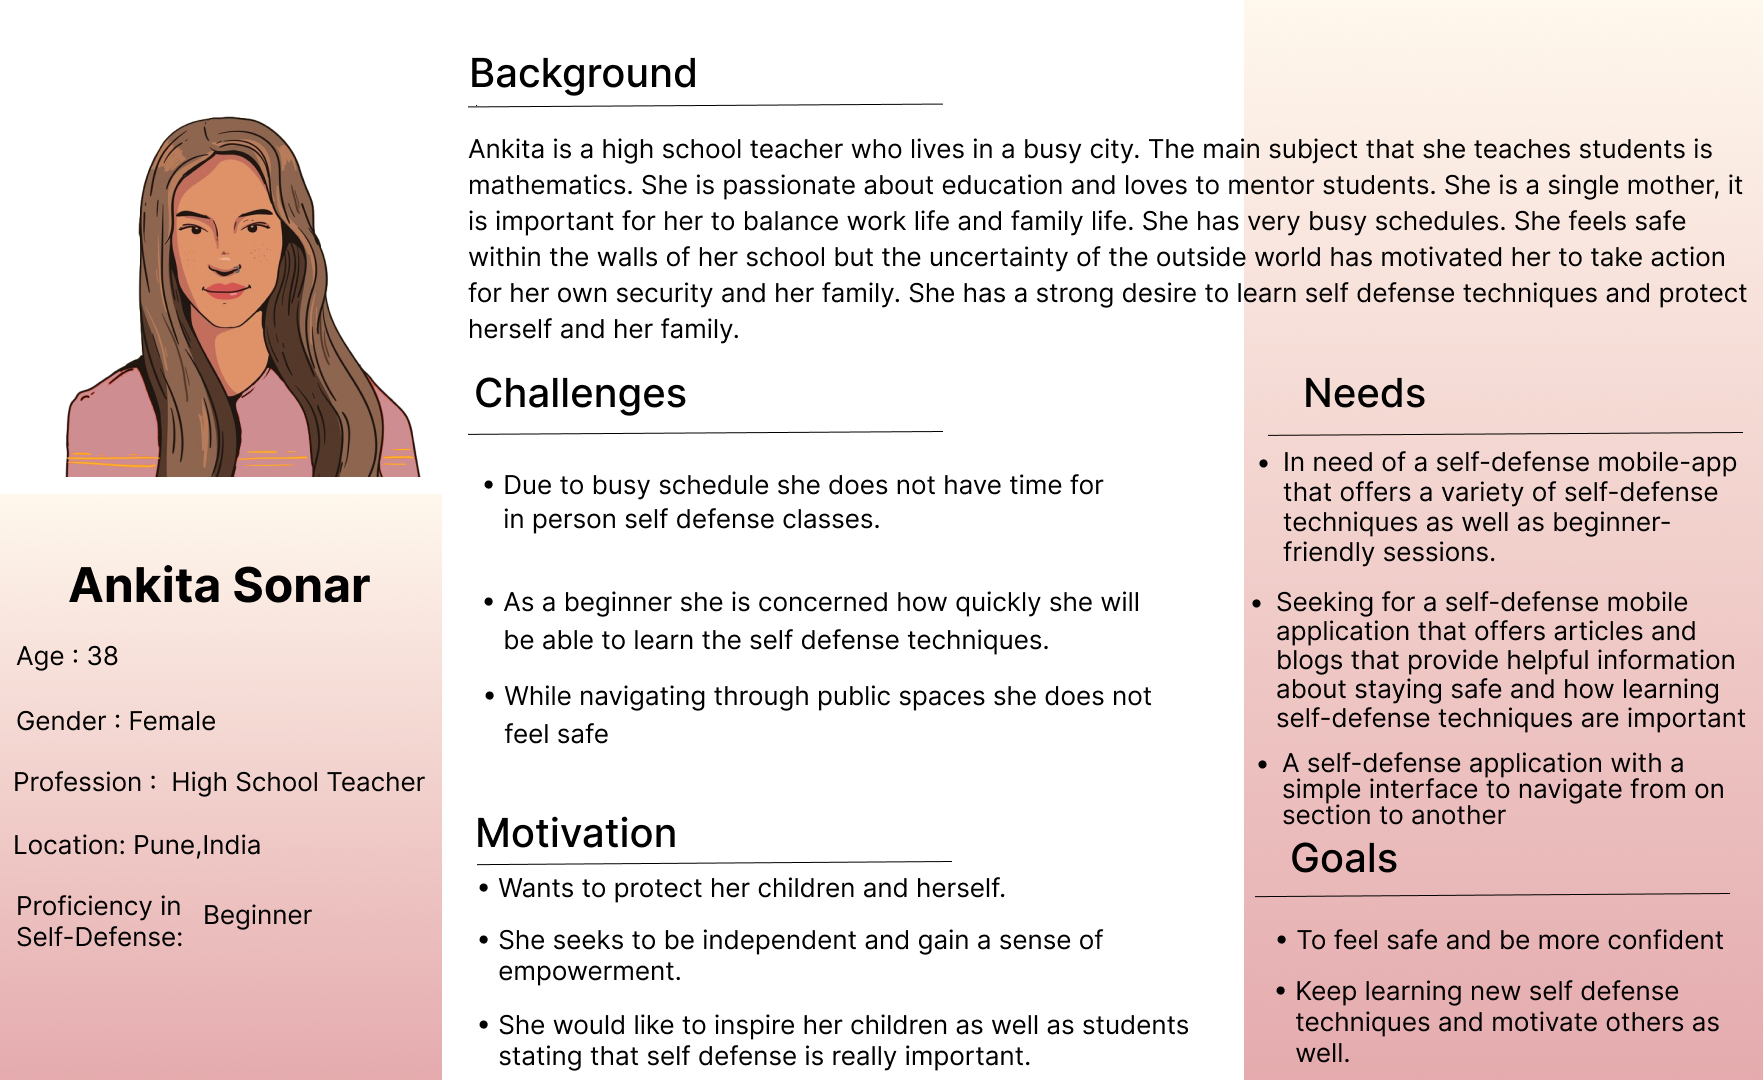 Background
Ankita is a high school teacher who lives in a busy city. The main subject that she teaches students is
mathematics. She is passionate about education and loves to mentor students. She is a single mother, it
is important for her to balance work life and family life. She has very busy schedules. She feels safe
within the walls of her school but the uncertainty of the outside world has motivated her to take action
for her own security and her family. She has a strong desire to learn self defense techniques and protect
herself and her family.
Ankita Sonar
Age : 38
Gender : Female
Profession : High School Teacher
Location: Pune,India
Proficiency in
Self-Defense:
Beginner
Challenges
• Due to busy schedule she does not have time for
in person self defense classes.
• As a beginner she is concerned how quickly she will
be able to learn the self defense techniques.
• While navigating through public spaces she does not
feel safe
Motivation
• Wants to protect her children and herself.
• She seeks to be independent and gain a sense of
empowerment.
• She would like to inspire her children as well as students
stating that self defense is really important.
Needs
• In need of a self-defense mobile-app
that offers a variety of self-defense
techniques as well as beginner-
friendly sessions.
• Seeking for a self-defense mobile
application that offers articles and
blogs that provide helpful information
about staying safe and how learning
self-defense techniques are important
• A self-defense application with a
simple interface to navigate from on
section to another
Goals
• To feel safe and be more confident
• Keep learning new self defense
techniques and motivate others as
well.